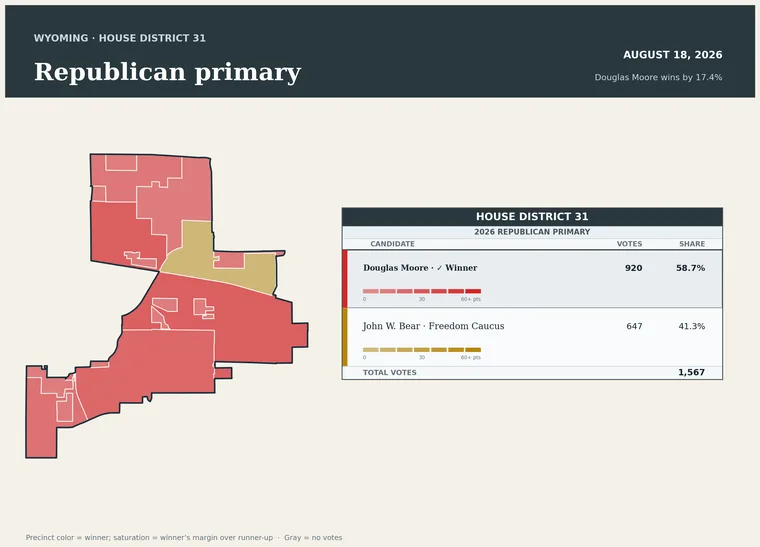 WYOMING · HOUSE DISTRICT 31
Republican primary
AUGUST 18, 2026
Douglas Moore wins by 17.4%
HOUSE DISTRICT 31
2026 REPUBLICAN PRIMARY
CANDIDATE VOTES SHARE
Douglas Moore · ✓ Winner 920 58.7%
0 30 60+ pts
John W. Bear · Freedom Caucus 647 41.3%
0 30 60+ pts
TOTAL VOTES 1,567
Precinct color = winner; saturation = winner's margin over runner-up · Gray = no votes